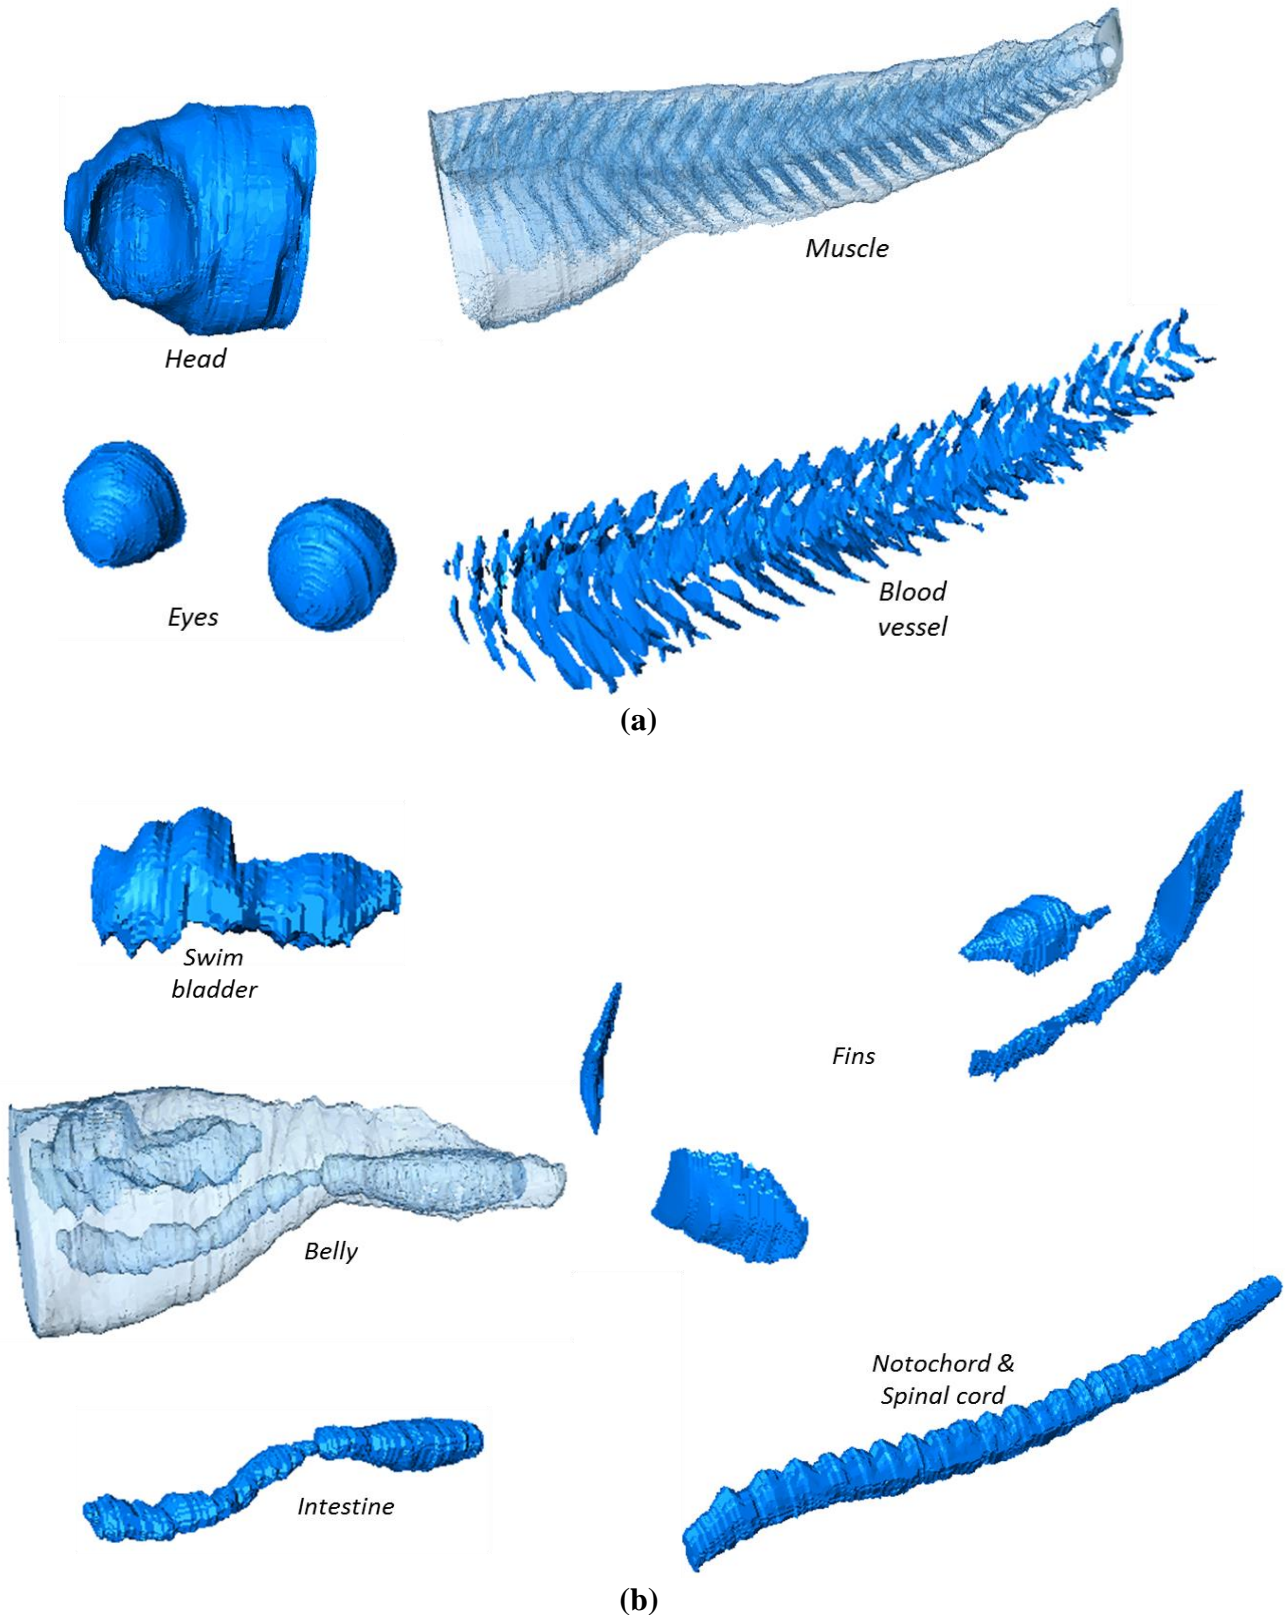 Muscle
Head
Blood
vessel
Eyes
(a)
Swim
bladder
Fins
Belly
Notochord &
Spinal cord
Intestine
(b)